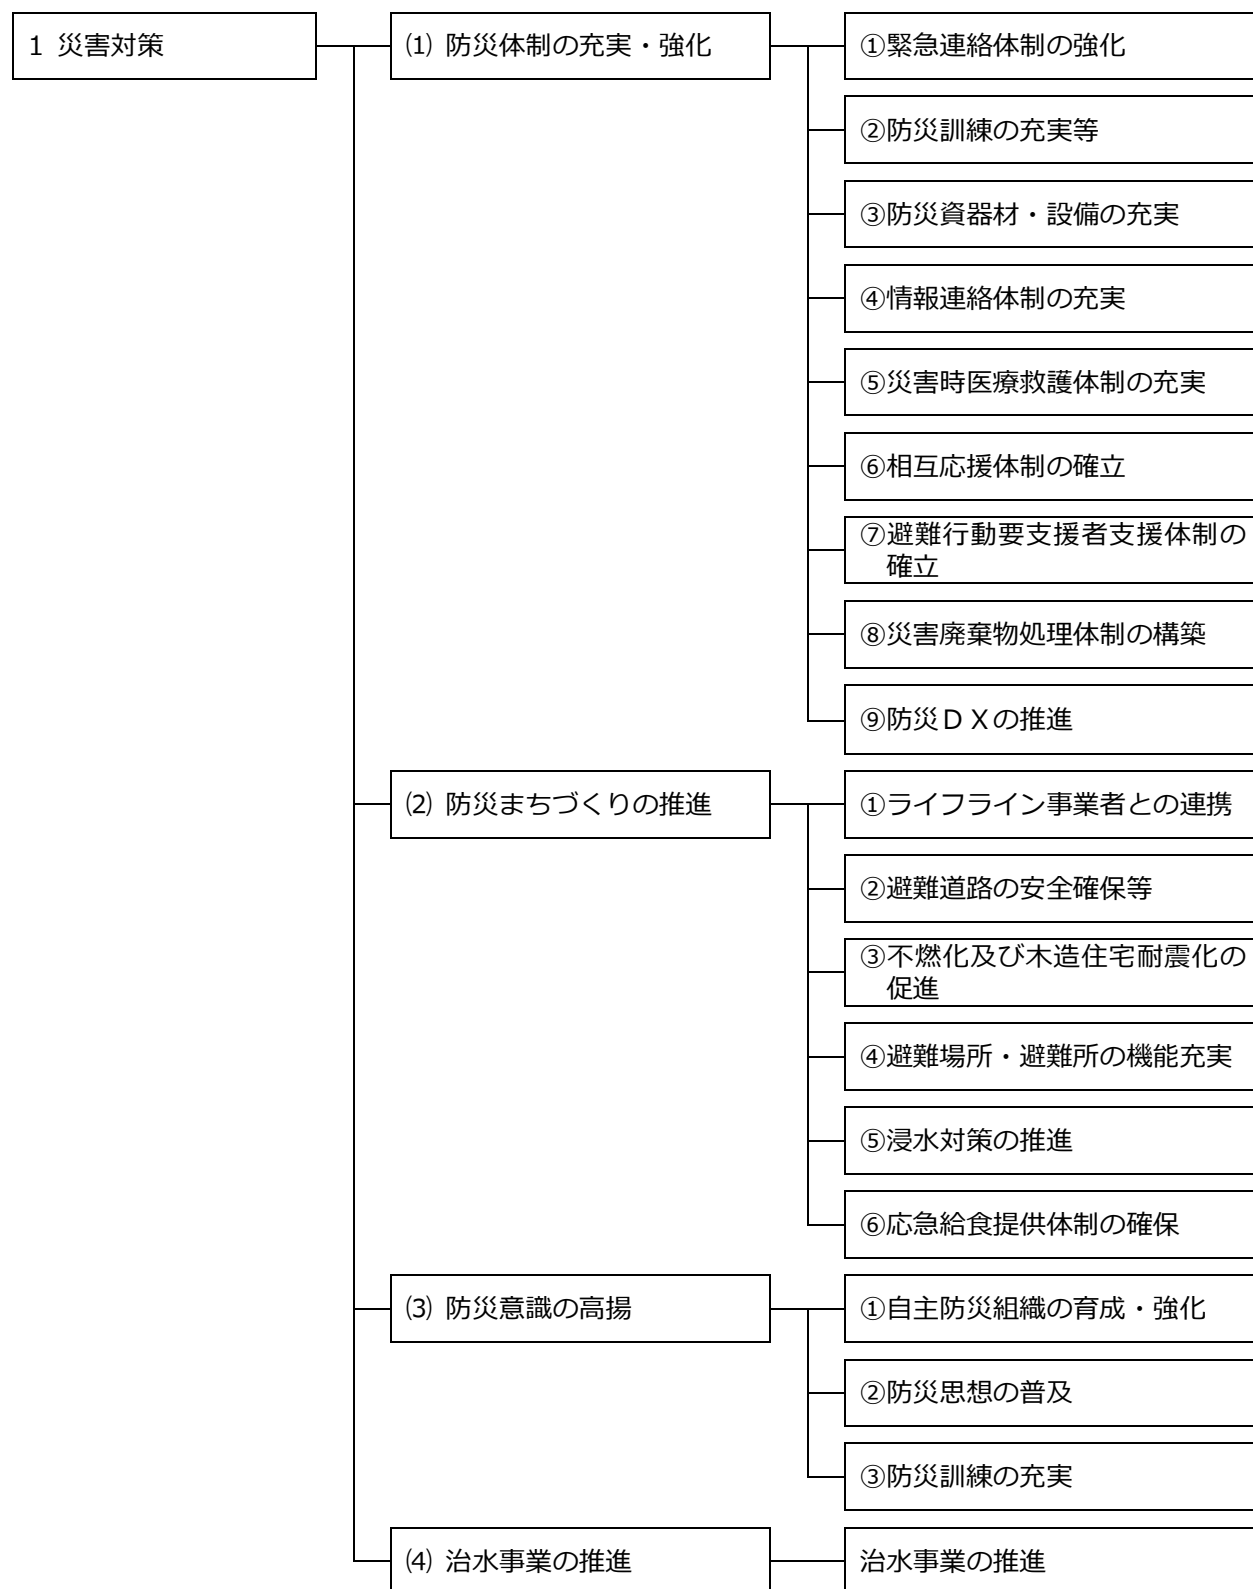 1 災害対策
⑴ 防災体制の充実・強化
①緊急連絡体制の強化
②防災訓練の充実等
③防災資器材・設備の充実
④情報連絡体制の充実
⑤災害時医療救護体制の充実
⑥相互応援体制の確立
⑦避難行動要支援者支援体制の
確立
⑧災害廃棄物処理体制の構築
⑨防災ＤＸの推進
⑵ 防災まちづくりの推進
①ライフライン事業者との連携
②避難道路の安全確保等
③不燃化及び木造住宅耐震化の
促進
④避難場所・避難所の機能充実
⑤浸水対策の推進
⑥応急給食提供体制の確保
⑶ 防災意識の高揚
①自主防災組織の育成・強化
②防災思想の普及
③防災訓練の充実
⑷ 治水事業の推進
治水事業の推進